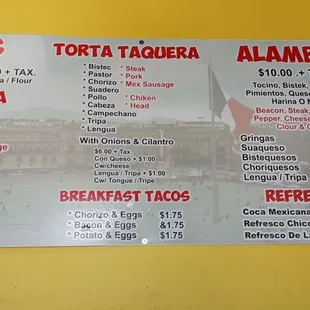 TORTA TAQUERA
* Bistec * Steak
* Pastor * Pork
* Chorizo * Mex Sausage
* Suadero
* Pollo * Chiken
* Cabeza * Head
* Campechano
* Tripa
* Lengua
With Onions & Cilantro
$6.00 + Tax
Con Queso + $1.00
Cw/cheese
Lengua / Tripa + $1.00
Cw/ Tongue / Tripe
BREAKFAST TACOS
* Chorizo & Eggs $1.75
* Bacon & Eggs &1.75
* Potato & Eggs $1.75
0 + TAX.
/ Flour
ALAMB
$10.00 .+
Tocino, Bistek,
Pimientos, Ques
Harina O
Beacon, Steak,
Pepper, Cheese
Clour &
Gringas
Suaqueso
Bistequesos
Choriquesos
Lengua / Tripa
REFRE
Coca Mexicana
Refresco Chico
Refresco De La